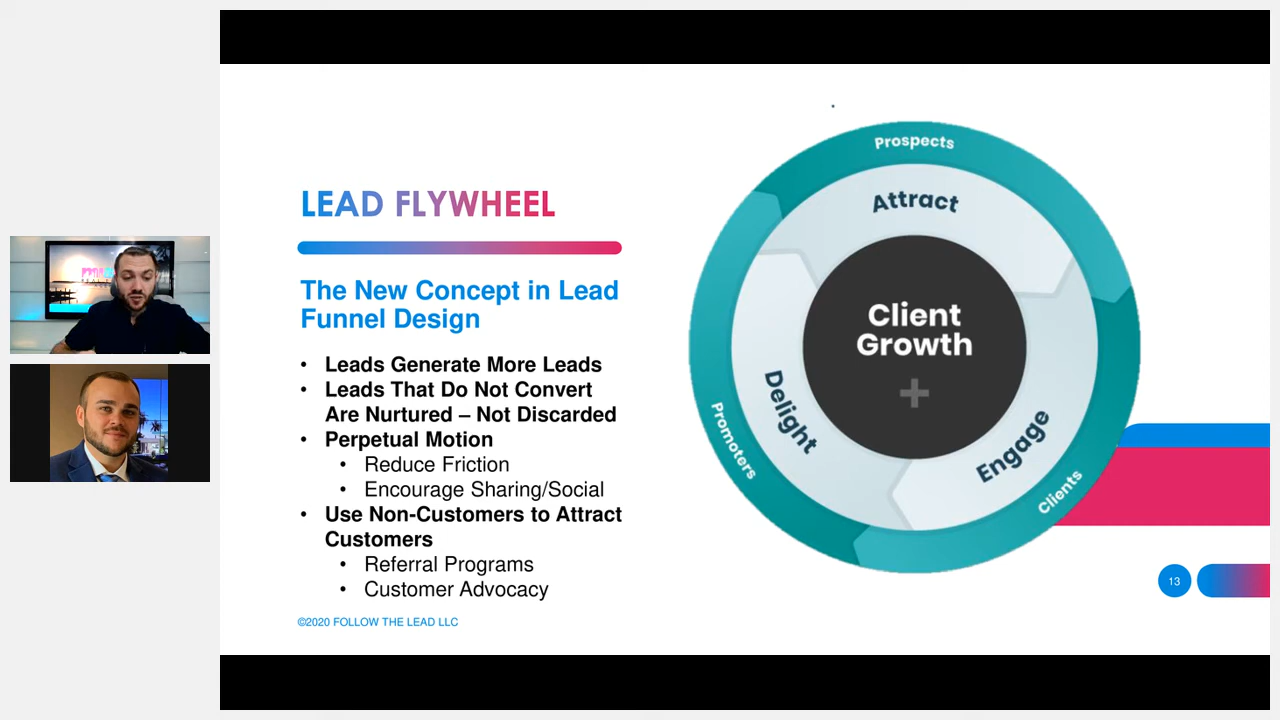 LEAD FLYWHEEL
The New Concept in Lead
Funnel Design
• Leads Generate More Leads
• Leads That Do Not Convert
Are Nurtured – Not Discarded
• Perpetual Motion
• Reduce Friction
• Encourage Sharing/Social
• Use Non-Customers to Attract
Customers
• Referral Programs
• Customer Advocacy
©2020 FOLLOW THE LEAD LLC
Prospects
Attract
Client
Growth
+
Delight
Engage
Promoters
Clients
13